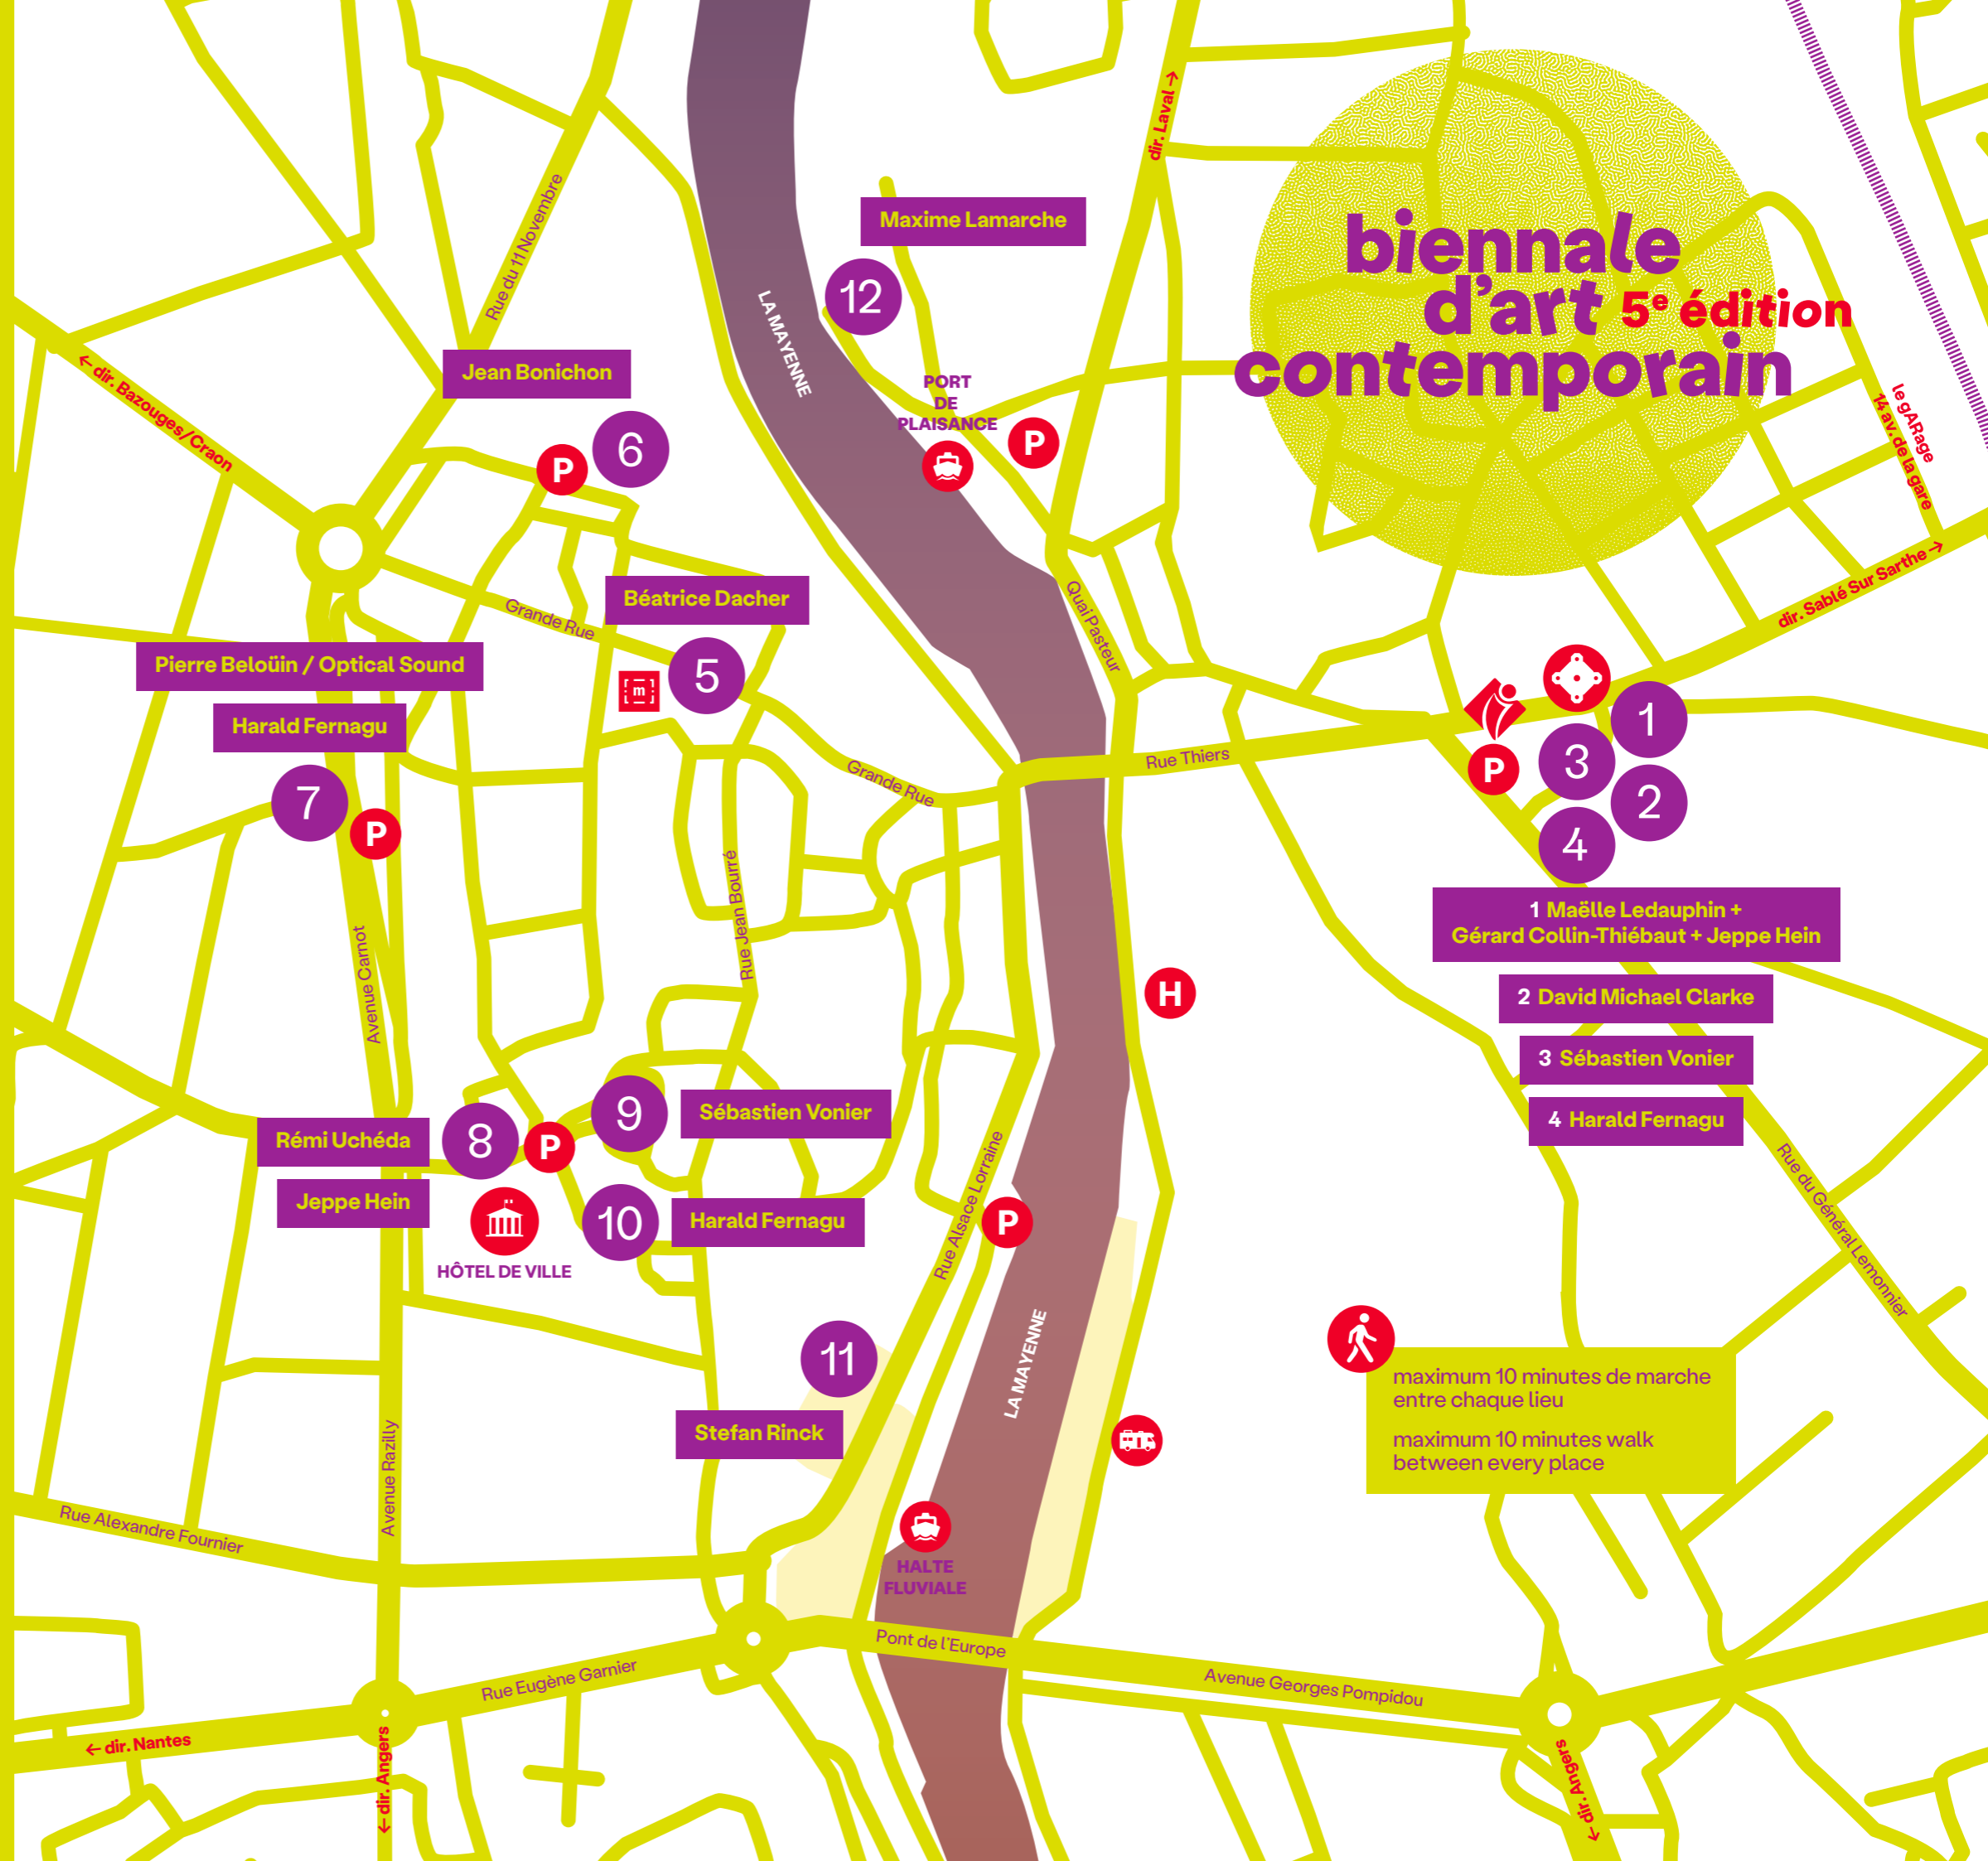 dir. Laval →
Rue du 11 Novembre
Maxime Lamarche
12
LA MAYENNE
biennale
d'art 5e édition
contemporain
← dir. Bazouges/Craon
Jean Bonichon
6
P
PORT
DE
PLAISANCE
P
le gARage
14 av. de la gare
dir. Sablé Sur Sarthe →
Quai Pasteur
Grande Rue
Béatrice Dacher
5
m
Pierre Beloüin / Optical Sound
Harald Fernagu
7
P
Grande Rue
Rue Thiers
P
1
3
2
4
1 Maëlle Ledauphin +
Gérard Collin-Thiébaut + Jeppe Hein
2 David Michael Clarke
3 Sébastien Vonier
4 Harald Fernagu
Rue Jean Bourré
Avenue Carnot
H
Rémi Uchéda
8
P
9
Sébastien Vonier
Jeppe Hein
HÔTEL DE VILLE
10
Harald Fernagu
Rue Alsace Lorraine
P
Rue du Général Lemonnier
11
Stefan Rinck
LA MAYENNE
maximum 10 minutes de marche
entre chaque lieu
maximum 10 minutes walk
between every place
Avenue Razilly
Rue Alexandre Fournier
HALTE
FLUVIALE
Pont de l'Europe
Rue Eugène Garnier
Avenue Georges Pompidou
← dir. Nantes
← dir. Angers
dir. Angers →